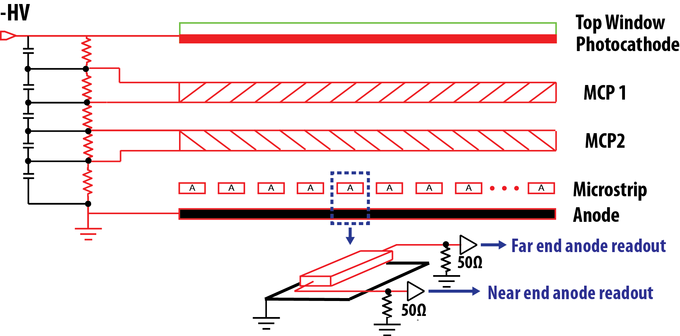 -HV
Top Window
Photocathode
MCP 1
MCP2
A A A A A A A A A
Microstrip
Anode
50Ω
Far end anode readout
50Ω
Near end anode readout